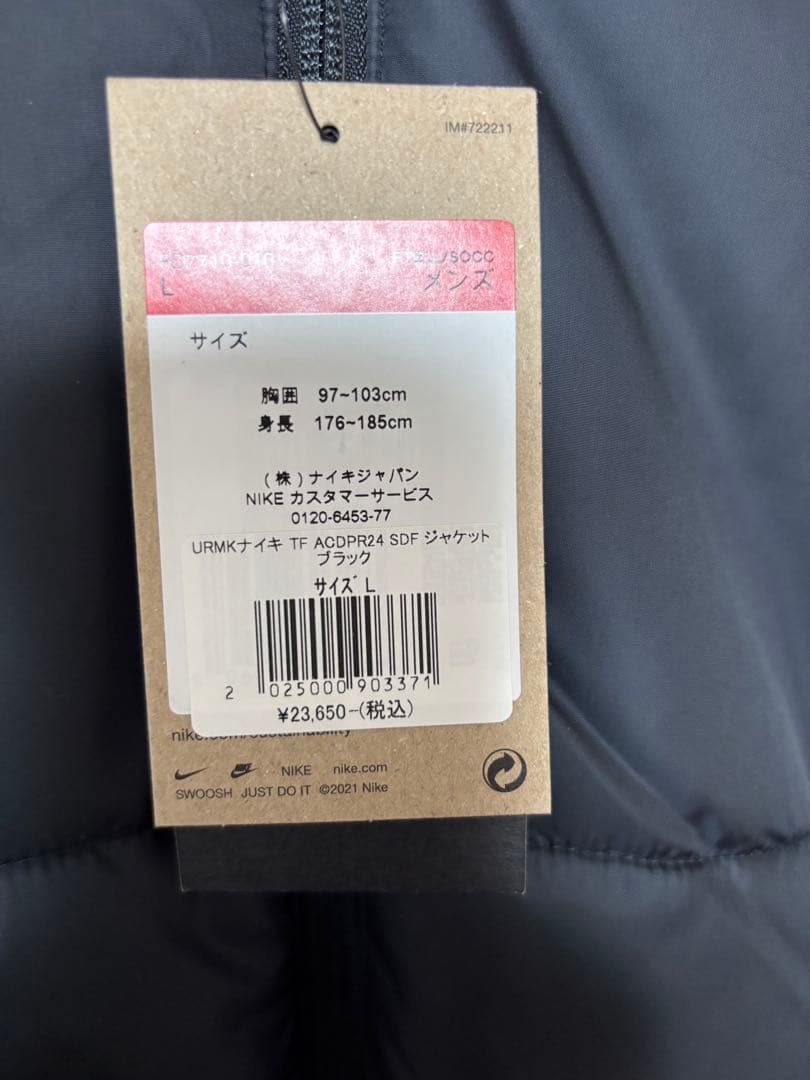 IM#722211
L
メンズ
サイズ
胸囲 97~103cm
身長 176~185cm
(株)ナイキジャパン
NIKE カスタマーサービス
0120-6453-77
URMKナイキ TF ACDPR24 SDF ジャケット
ブラック
サイズ L
2 025000 903371
¥23,650-(税込)
NIKE nike.com
SWOOSH JUST DO IT ©2021 Nike